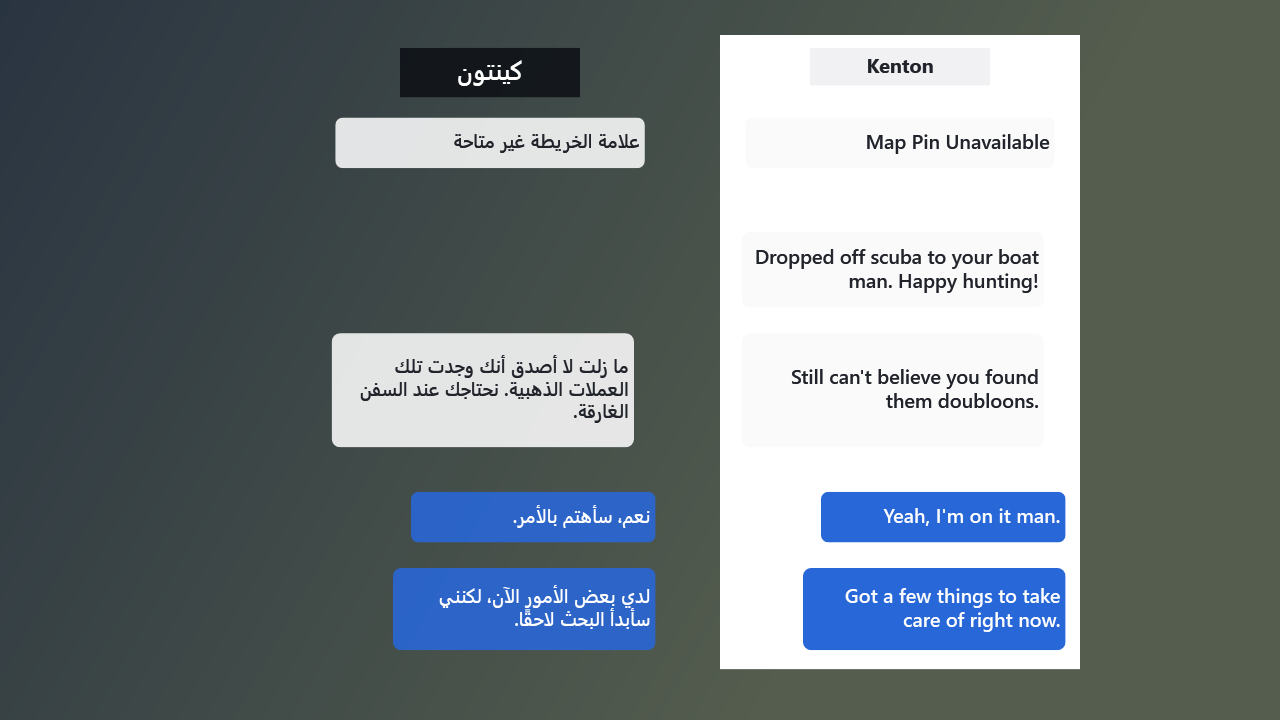 كينتون
علامة الخريطة غير متاحة
ما زلت لا أصدق أنك وجدت تلك
العملات الذهبية. نحتاجك عند السفن
الغارقة.
نعم، سأهتم بالأمر.
لدي بعض الأمور الآن، لكنني
سأبدأ البحث لاحقًا.
Kenton
Map Pin Unavailable
Dropped off scuba to your boat
man. Happy hunting!
Still can't believe you found
them doubloons.
Yeah, I'm on it man.
Got a few things to take
care of right now.